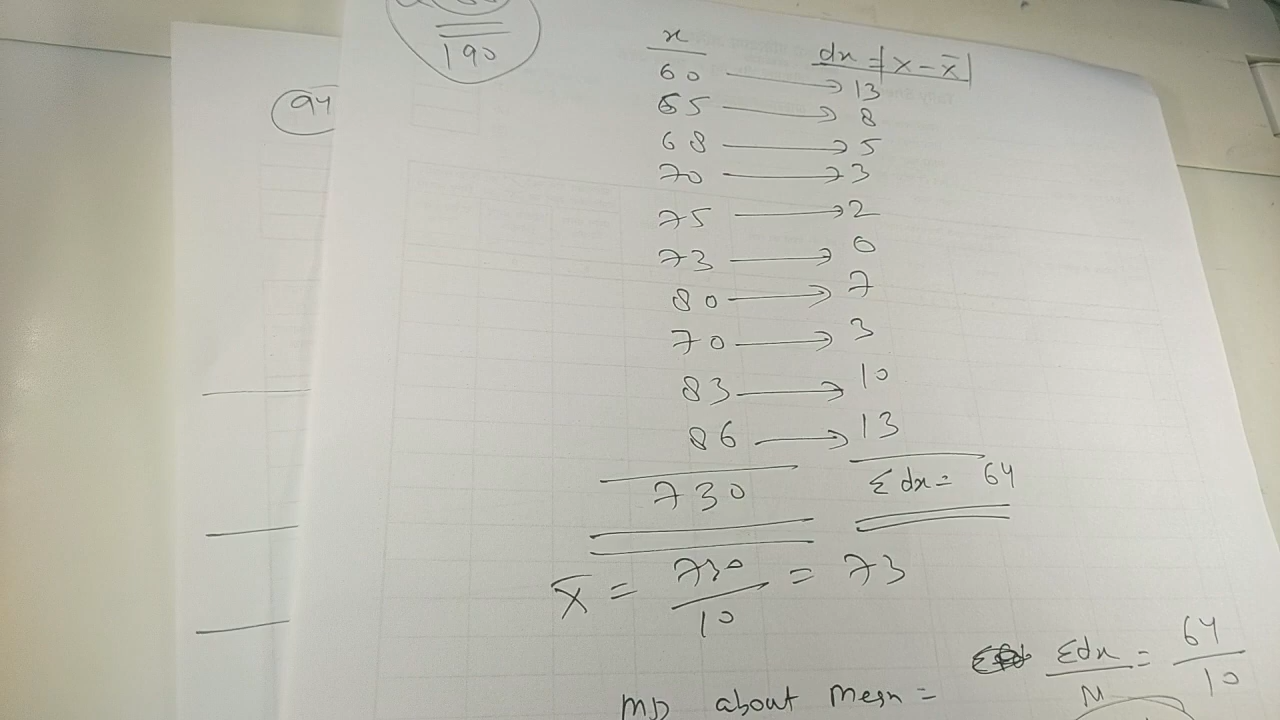 190
94
x dx = |x - x̄|
60 → 13
65 → 8
68 → 5
70 → 3
75 → 2
73 → 0
80 → 7
70 → 3
83 → 10
86 → 13
730 Σdx = 64
x̄ = 730/10 = 73
MD about mean = Σdx/N = 64/10